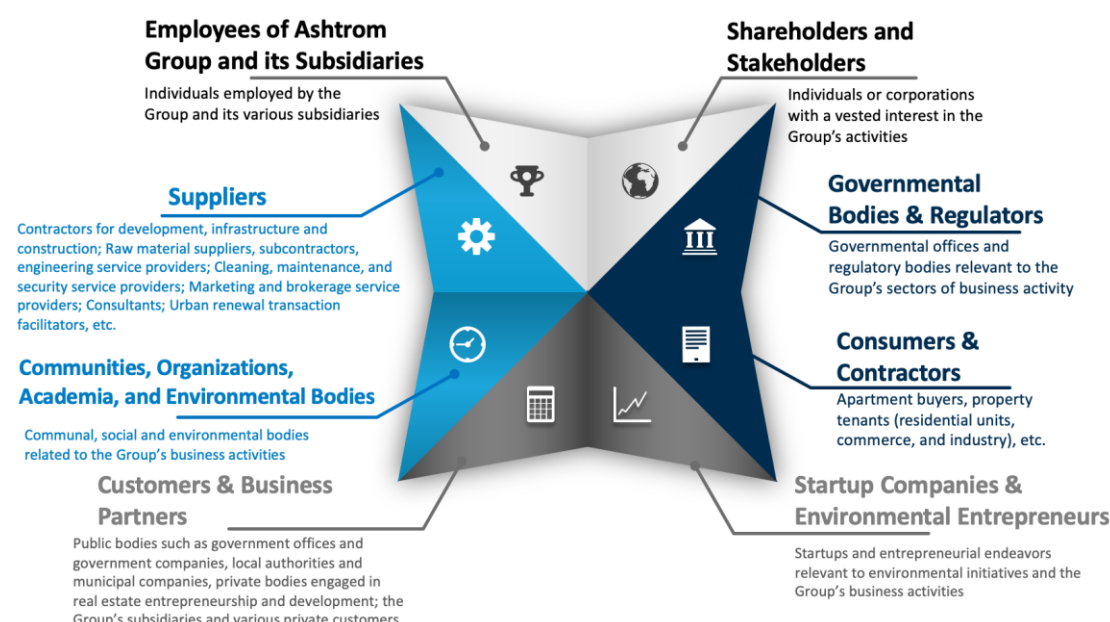 Employees of Ashtrom
Group and its Subsidiaries
Individuals employed by the
Group and its various subsidiaries
Shareholders and
Stakeholders
Individuals or corporations
with a vested interest in the
Group's activities
Suppliers
Contractors for development, infrastructure and
construction; Raw material suppliers, subcontractors,
engineering service providers; Cleaning, maintenance, and
security service providers; Marketing and brokerage service
providers; Consultants; Urban renewal transaction
facilitators, etc.
Governmental
Bodies & Regulators
Governmental offices and
regulatory bodies relevant to the
Group's sectors of business activity
Communities, Organizations,
Academia, and Environmental Bodies
Communal, social and environmental bodies
related to the Group's business activities
Consumers &
Contractors
Apartment buyers, property
tenants (residential units,
commerce, and industry), etc.
Customers & Business
Partners
Public bodies such as government offices and
government companies, local authorities and
municipal companies, private bodies engaged in
real estate entrepreneurship and development; the
Group's subsidiaries and various private customers
Startup Companies &
Environmental Entrepreneurs
Startups and entrepreneurial endeavors
relevant to environmental initiatives and the
Group's business activities